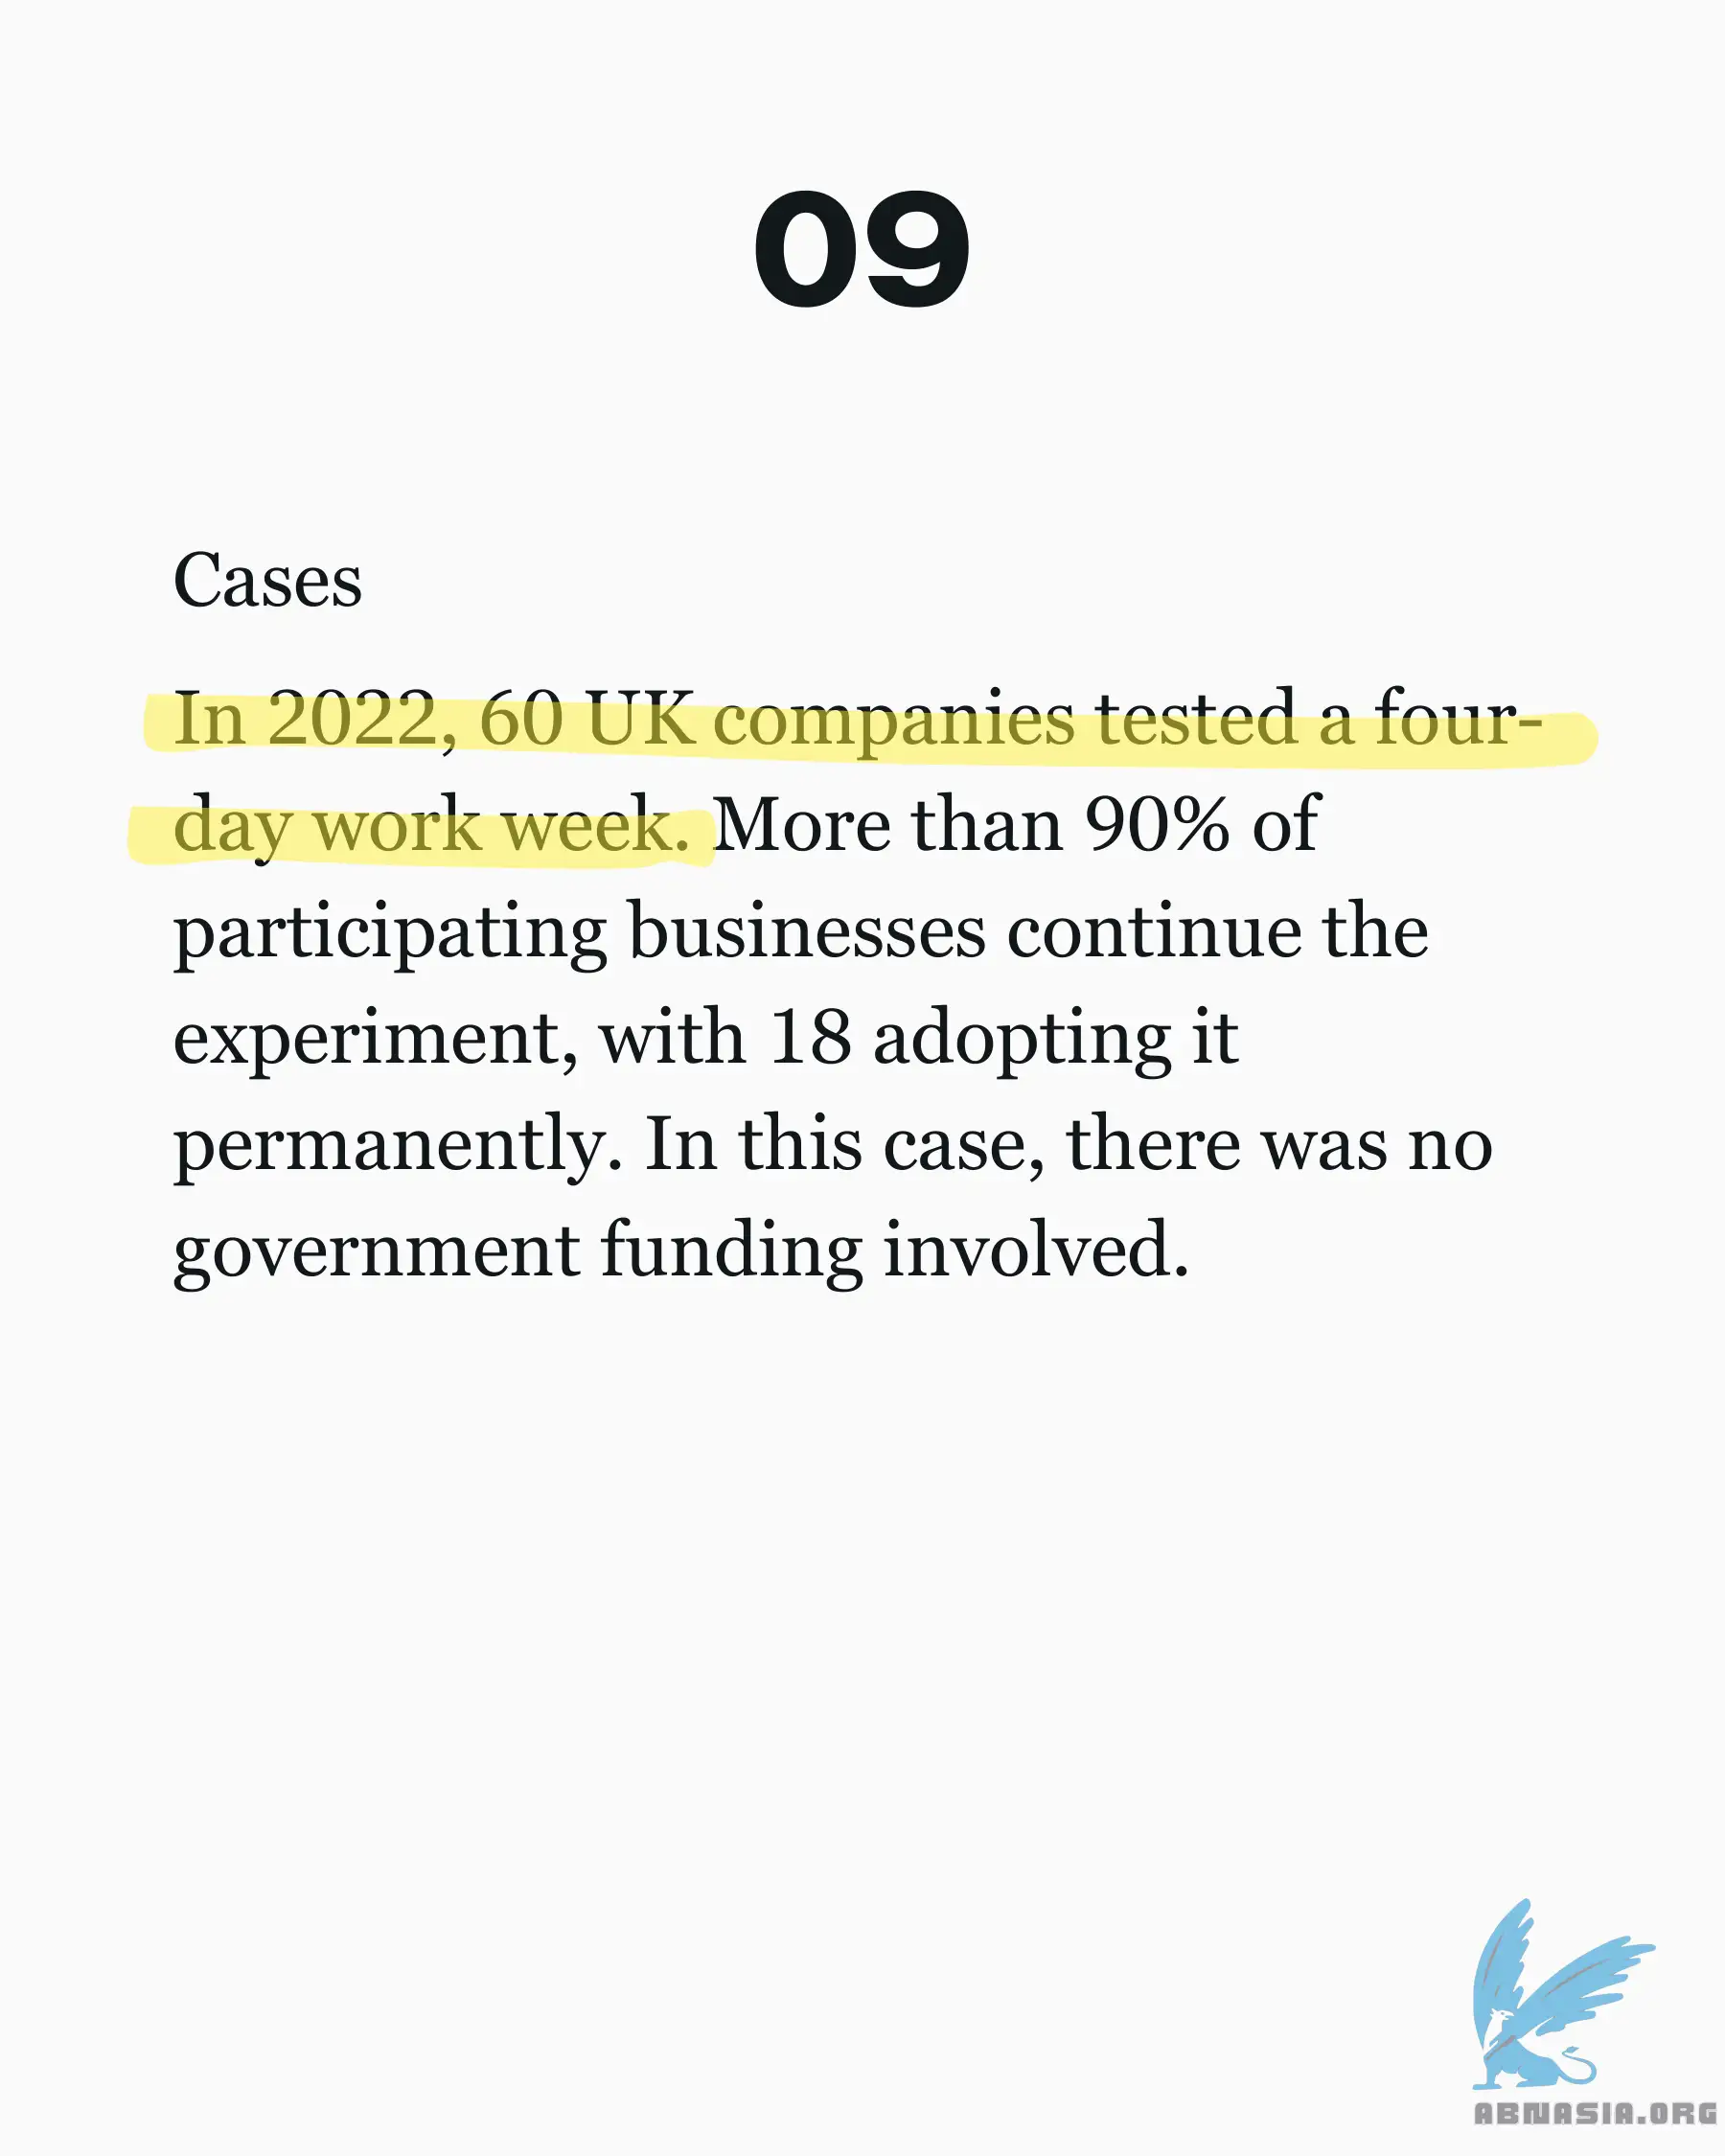 09
Cases
In 2022, 60 UK companies tested a four-
day work week. More than 90% of
participating businesses continue the
experiment, with 18 adopting it
permanently. In this case, there was no
government funding involved.
ABNASIA.ORG